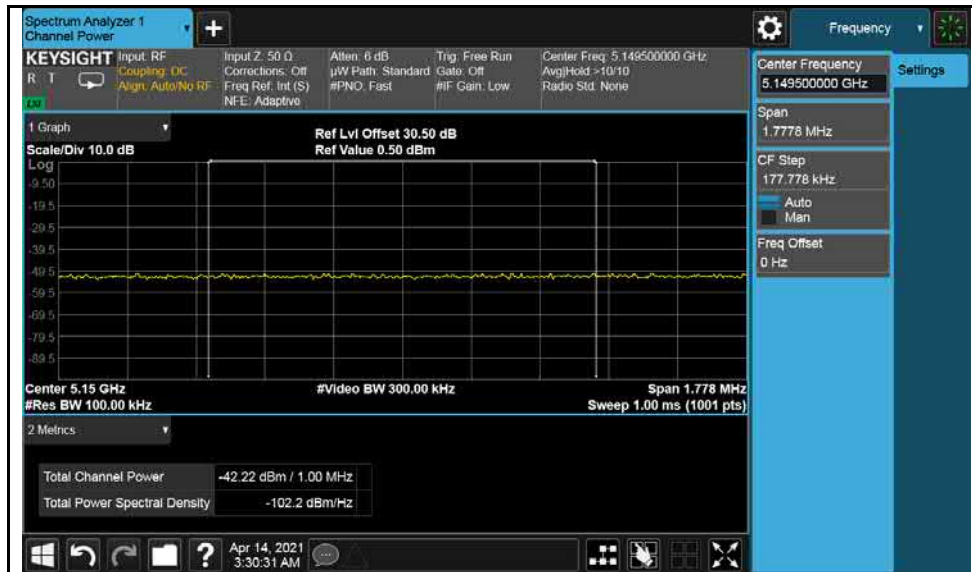 Spectrum Analyzer 1
Channel Power
+
Frequency
KEYSIGHT
R T
LXI
Input: RF
Coupling: DC
Align: Auto/No RF
Input Z: 50 Ω
Corrections: Off
Freq Ref: Int (S)
NFE: Adaptive
Atten: 6 dB
µW Path: Standard
#PNO: Fast
Trig: Free Run
Gate: Off
#IF Gain: Low
Center Freq: 5.149500000 GHz
Avg|Hold:>10/10
Radio Std: None
Center Frequency
5.149500000 GHz
Settings
Span
1.7778 MHz
CF Step
177.778 kHz
Auto
Man
Freq Offset
0 Hz
1 Graph
Scale/Div 10.0 dB
Ref Lvl Offset 30.50 dB
Ref Value 0.50 dBm
Log
-9.50
-19.5
-29.5
-39.5
-49.5
-59.5
-69.5
-79.5
-89.5
Center 5.15 GHz
#Res BW 100.00 kHz
#Video BW 300.00 kHz
Span 1.778 MHz
Sweep 1.00 ms (1001 pts)
2 Metrics
Total Channel Power -42.22 dBm / 1.00 MHz
Total Power Spectral Density -102.2 dBm/Hz
?
Apr 14, 2021
3:30:31 AM